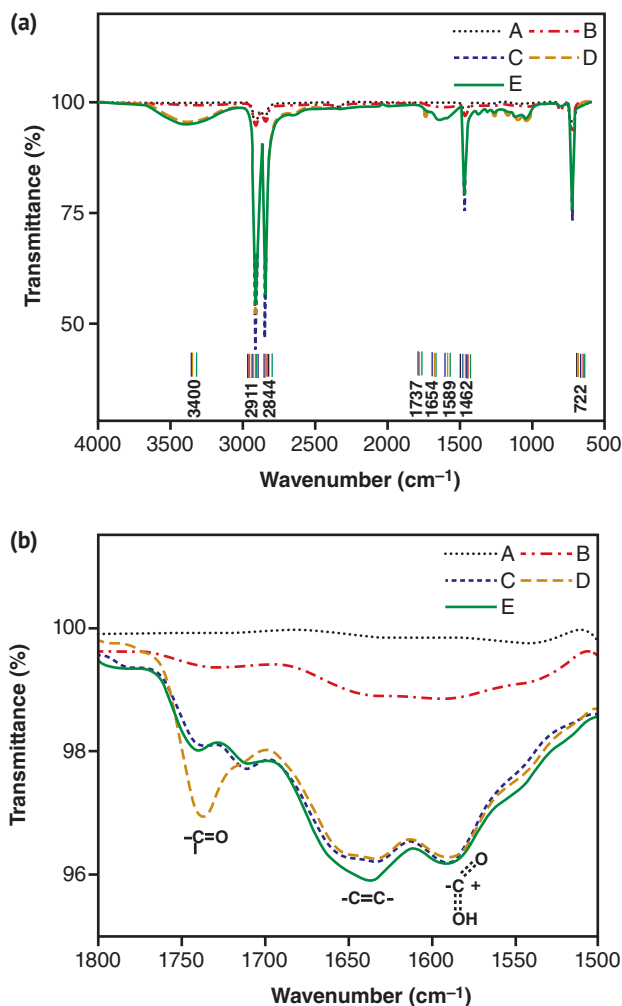 (a)
A B
C D
E
Transmittance (%)
100
75
50
3400
2911
2844
1737
1654
1589
1462
722
4000 3500 3000 2500 2000 1500 1000 500
Wavenumber (cm⁻¹)
(b)
A B
C D
E
Transmittance (%)
100
98
96
-C=O
-C=C-
O
-C +
OH
1800 1750 1700 1650 1600 1550 1500
Wavenumber (cm⁻¹)